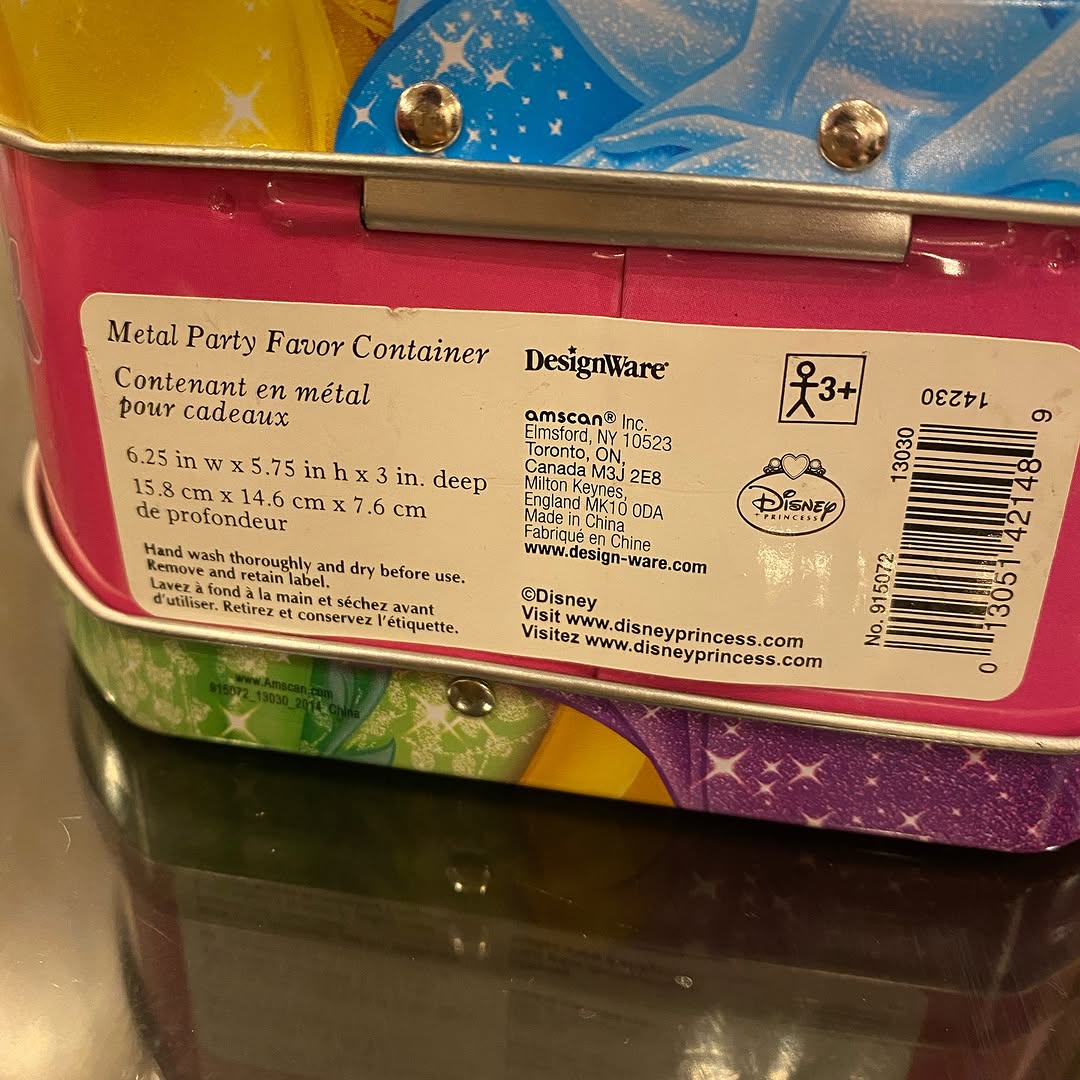 Metal Party Favor Container
Contenant en métal
pour cadeaux
6.25 in w x 5.75 in h x 3 in. deep
15.8 cm x 14.6 cm x 7.6 cm
de profondeur
Hand wash thoroughly and dry before use.
Remove and retain label.
Lavez à fond à la main et séchez avant
d'utiliser. Retirez et conservez l'étiquette.
DesignWare®
amscan® Inc.
Elmsford, NY 10523
Toronto, ON,
Canada M3J 2E8
Milton Keynes,
England MK10 0DA
Made in China
Fabriqué en Chine
www.design-ware.com
©Disney
Visit www.disneyprincess.com
Visitez www.disneyprincess.com
3+
Disney
PRINCESS
14230
13030
No. 915072
0 13051 42148 9
www.Amscan.com
915072_13030_2014_China